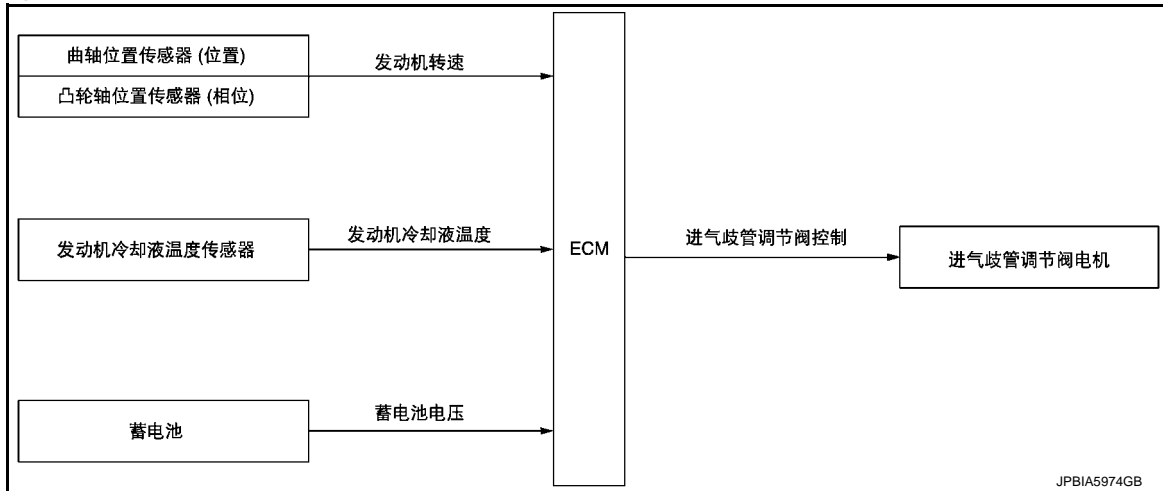 曲轴位置传感器 (位置)
发动机转速
凸轮轴位置传感器 (相位)
发动机冷却液温度传感器
发动机冷却液温度
ECM
进气歧管调节阀控制
进气歧管调节阀电机
蓄电池
蓄电池电压
JPBIA5974GB